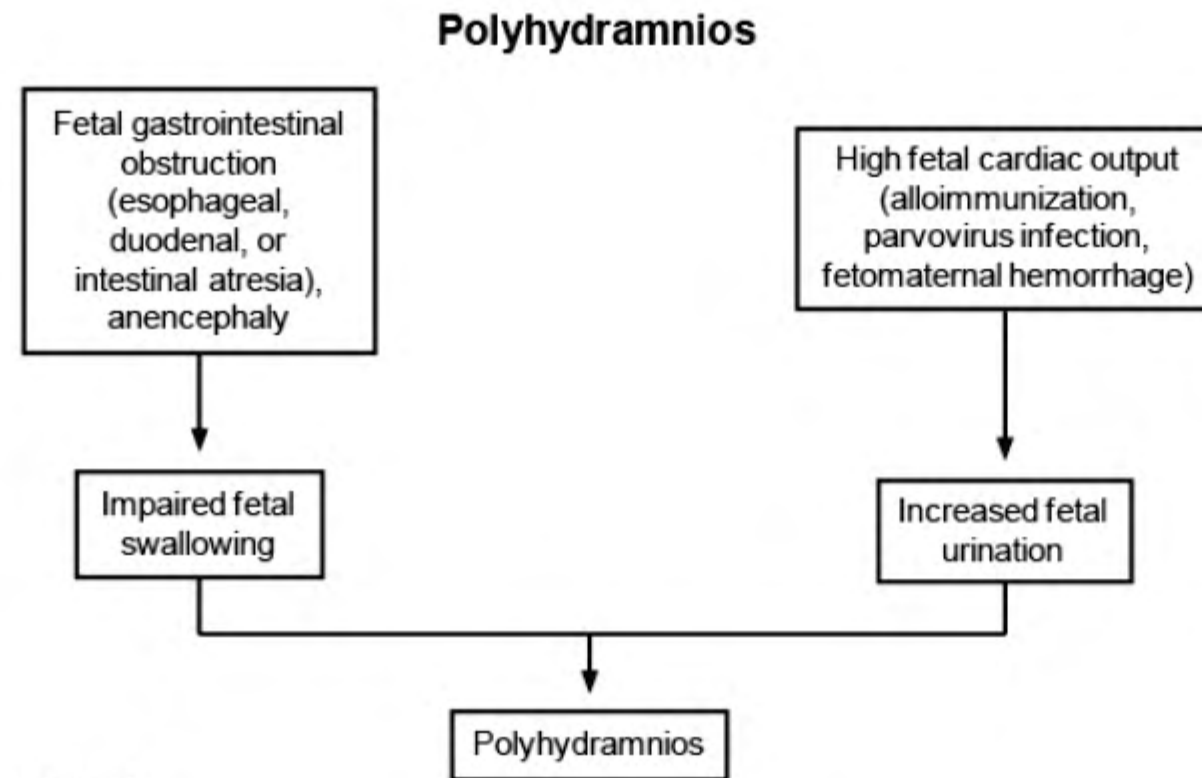 Polyhydramnios
Fetal gastrointestinal
obstruction
(esophageal,
duodenal, or
intestinal atresia),
anencephaly
High fetal cardiac output
(alloimmunization,
parvovirus infection,
fetomaternal hemorrhage)
Impaired fetal
swallowing
Increased fetal
urination
Polyhydramnios